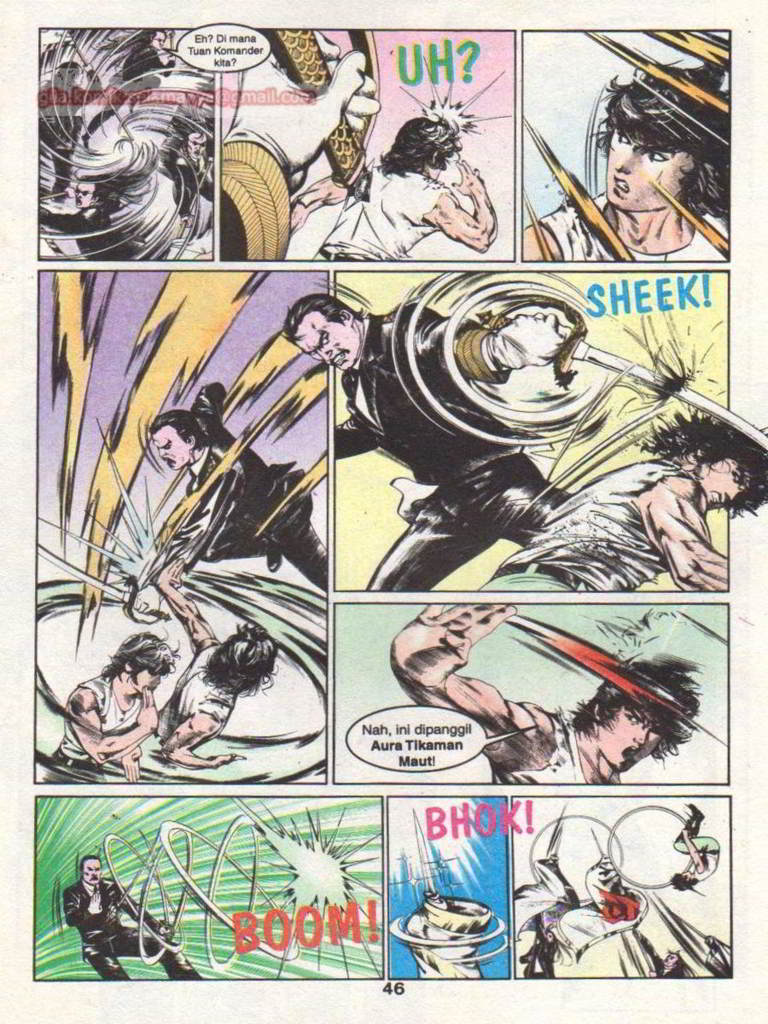 Eh? Di mana
Tuan Komander
kita?
UH?
SHEEK!
Nah, ini dipanggil
Aura Tikaman
Maut!
BOOM!
BHOK!
46